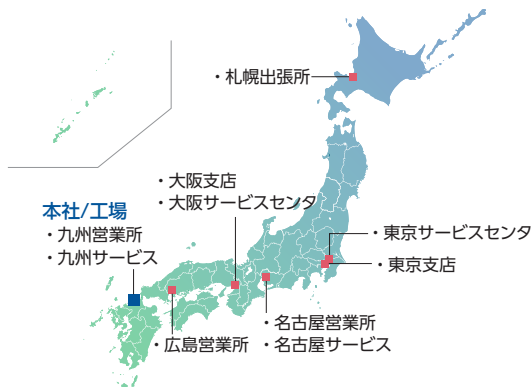 ・札幌出張所
・大阪支店
・大阪サービスセンタ
本社/工場
・九州営業所
・九州サービス
・東京サービスセンタ
・東京支店
・名古屋営業所
・名古屋サービス
・広島営業所